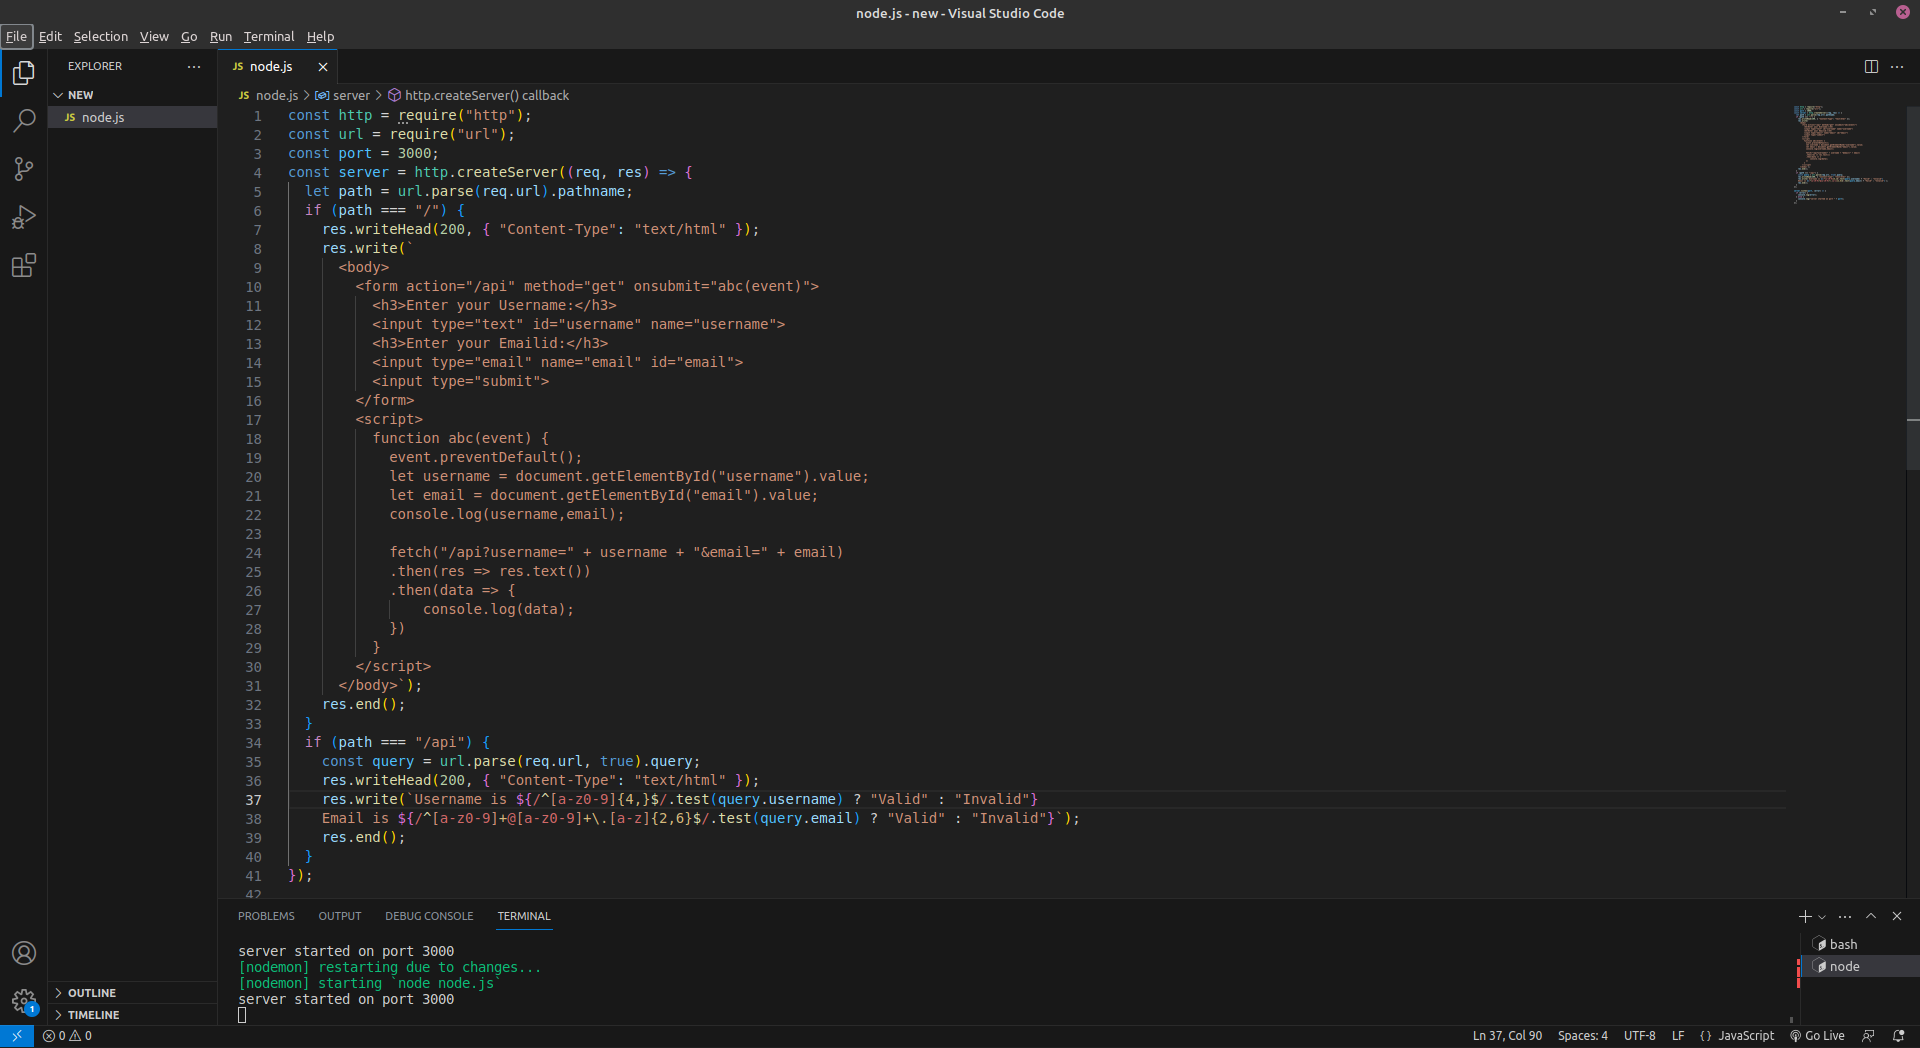 node.js - new - Visual Studio Code
File Edit Selection View Go Run Terminal Help
EXPLORER
NEW
JS node.js
JS node.js
JS node.js > server > http.createServer() callback
1 const http = require("http");
2 const url = require("url");
3 const port = 3000;
4 const server = http.createServer((req, res) => {
5 let path = url.parse(req.url).pathname;
6 if (path === "/") {
7 res.writeHead(200, { "Content-Type": "text/html" });
8 res.write(`
9 <body>
10 <form action="/api" method="get" onsubmit="abc(event)">
11 <h3>Enter your Username:</h3>
12 <input type="text" id="username" name="username">
13 <h3>Enter your Emailid:</h3>
14 <input type="email" name="email" id="email">
15 <input type="submit">
16 </form>
17 <script>
18 function abc(event) {
19 event.preventDefault();
20 let username = document.getElementById("username").value;
21 let email = document.getElementById("email").value;
22 console.log(username,email);
23
24 fetch("/api?username=" + username + "&email=" + email)
25 .then(res => res.text())
26 .then(data => {
27 console.log(data);
28 })
29 }
30 </script>
31 </body>`);
32 res.end();
33 }
34 if (path === "/api") {
35 const query = url.parse(req.url, true).query;
36 res.writeHead(200, { "Content-Type": "text/html" });
37 res.write(`Username is ${/^[a-z0-9]{4,}$/.test(query.username) ? "Valid" : "Invalid"}
38 Email is ${/^[a-z0-9]+@[a-z0-9]+\.[a-z]{2,6}$/.test(query.email) ? "Valid" : "Invalid"}`);
39 res.end();
40 }
41 });
42
PROBLEMS OUTPUT DEBUG CONSOLE TERMINAL
server started on port 3000
[nodemon] restarting due to changes...
[nodemon] starting `node node.js`
server started on port 3000
bash
node
OUTLINE
TIMELINE
1
0 0
Ln 37, Col 90 Spaces: 4 UTF-8 LF {} JavaScript Go Live